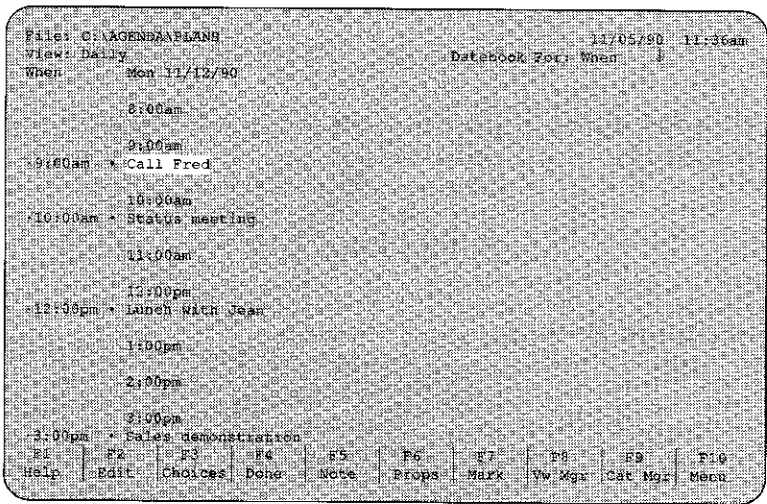 File: C:\AGENDA\PLANS 11/05/90 11:36am
View: Daily Datebook For: When
When Mon 11/12/90
8:00am
9:00am
·9:00am • Call Fred
10:00am
·10:00am • Status meeting
11:00am
12:00pm
·12:00pm • Lunch with Jean
1:00pm
2:00pm
3:00pm
·3:00pm • Sales demonstration
F1 F2 F3 F4 F5 F6 F7 F8 F9 F10
Help Edit Choices Done Note Props Mark Vw Mgr Cat Mgr Menu